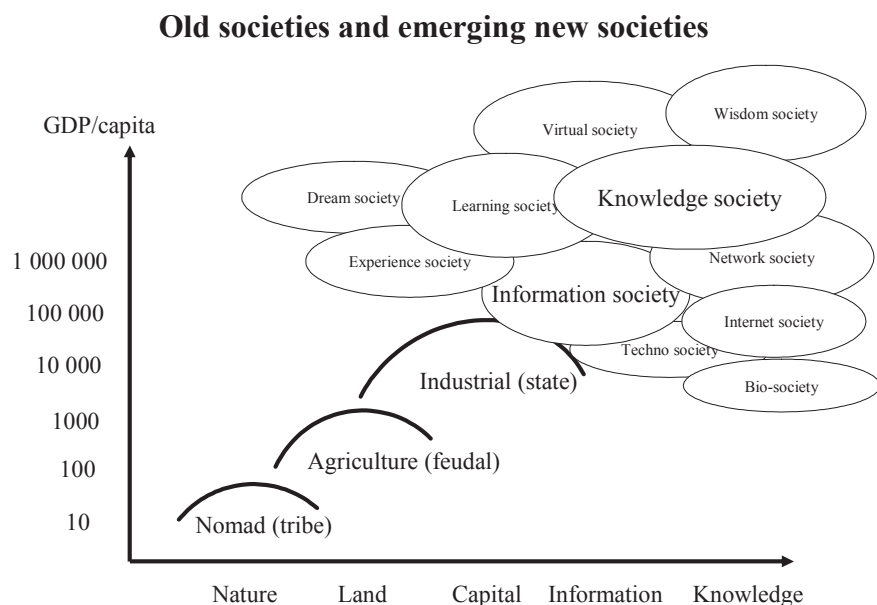 Old societies and emerging new societies
GDP/capita
Wisdom society
Virtual society
Dream society
Learning society
Knowledge society
1 000 000
Experience society
Network society
Information society
100 000
Internet society
Techno society
10 000
Industrial (state)
Bio-society
1000
Agriculture (feudal)
100
10
Nomad (tribe)
Nature Land Capital Information Knowledge